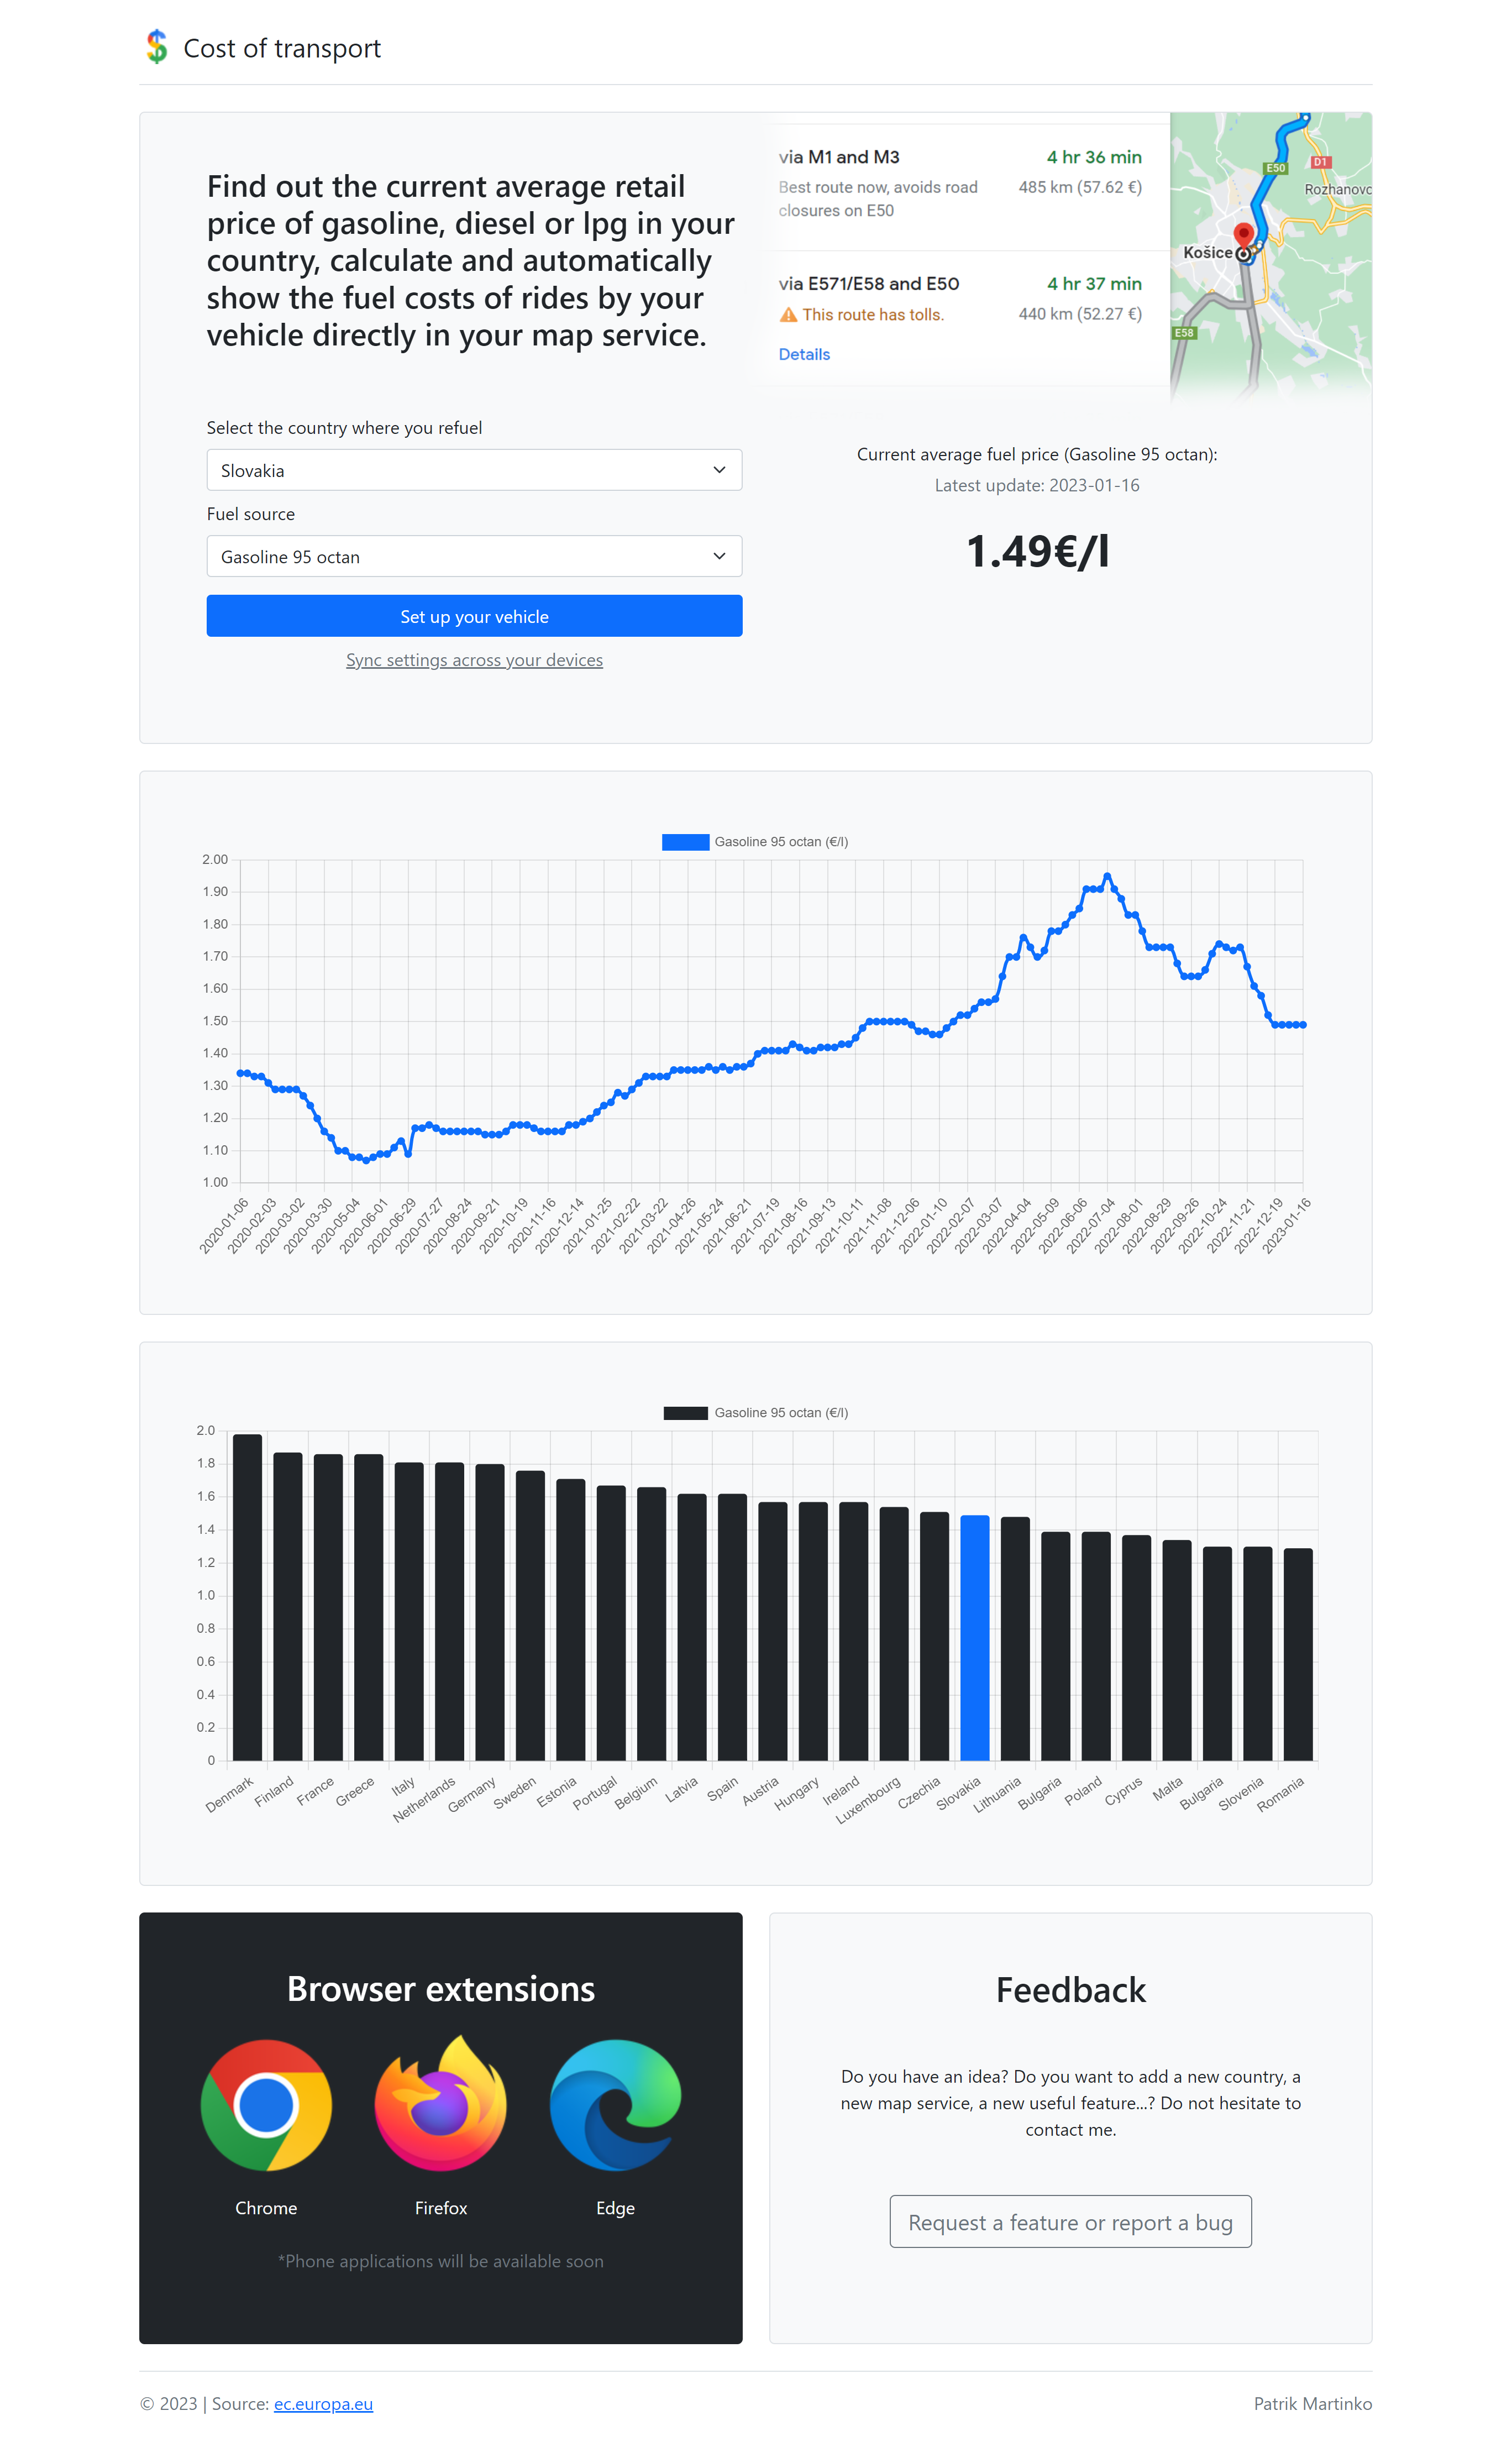 Cost of transport
Find out the current average retail
price of gasoline, diesel or lpg in your
country, calculate and automatically
show the fuel costs of rides by your
vehicle directly in your map service.
via M1 and M3
4 hr 36 min
Best route now, avoids road
closures on E50
485 km (57.62 €)
via E571/E58 and E50
4 hr 37 min
This route has tolls.
440 km (52.27 €)
Details
E50
D1
Rozhanovc
Košice
E58
Select the country where you refuel
Slovakia
Fuel source
Gasoline 95 octan
Set up your vehicle
Sync settings across your devices
Current average fuel price (Gasoline 95 octan):
Latest update: 2023-01-16
1.49€/l
Gasoline 95 octan (€/l)
2.00
1.90
1.80
1.70
1.60
1.50
1.40
1.30
1.20
1.10
1.00
2020-01-06
2020-02-03
2020-03-02
2020-03-30
2020-05-04
2020-06-01
2020-06-29
2020-07-27
2020-08-24
2020-09-21
2020-10-19
2020-11-16
2020-12-14
2021-01-25
2021-02-22
2021-03-22
2021-04-26
2021-05-24
2021-06-21
2021-07-19
2021-08-16
2021-09-13
2021-10-11
2021-11-08
2021-12-06
2022-01-10
2022-02-07
2022-03-07
2022-04-04
2022-05-09
2022-06-06
2022-07-04
2022-08-01
2022-08-29
2022-09-26
2022-10-24
2022-11-21
2022-12-19
2023-01-16
Gasoline 95 octan (€/l)
2.0
1.8
1.6
1.4
1.2
1.0
0.8
0.6
0.4
0.2
0
Denmark
Finland
France
Greece
Italy
Netherlands
Germany
Sweden
Estonia
Portugal
Belgium
Latvia
Spain
Austria
Hungary
Ireland
Luxembourg
Czechia
Slovakia
Lithuania
Bulgaria
Poland
Cyprus
Malta
Bulgaria
Slovenia
Romania
Browser extensions
Chrome
Firefox
Edge
*Phone applications will be available soon
Feedback
Do you have an idea? Do you want to add a new country, a
new map service, a new useful feature...? Do not hesitate to
contact me.
Request a feature or report a bug
© 2023 | Source: ec.europa.eu
Patrik Martinko